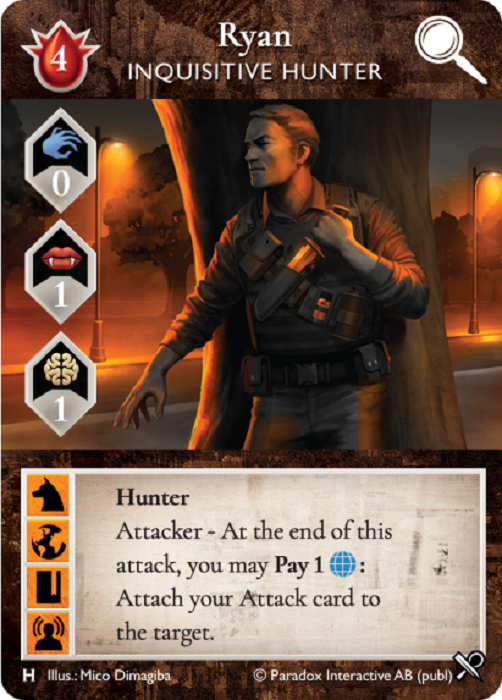 4
Ryan
INQUISITIVE HUNTER
0
1
1
Hunter
Attacker - At the end of this
attack, you may Pay 1 :
Attach your Attack card to
the target.
H Illus.: Mico Dimagiba © Paradox Interactive AB (publ)